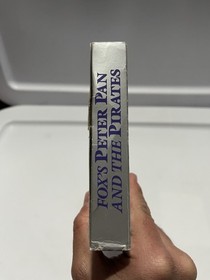 FOX'S PETER PAN
AND THE PIRATES